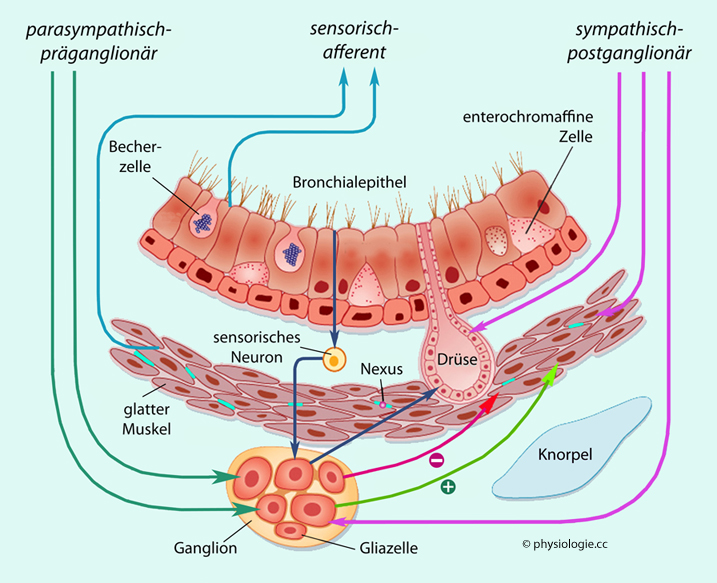 parasympathisch-
präganglionär
sensorisch-
afferent
sympathisch-
postganglionär
enterochromaffine
Zelle
Becher-
zelle
Bronchialepithel
sensorisches
Neuron
Nexus
Drüse
glatter
Muskel
−
+
Knorpel
Ganglion
Gliazelle
© physiologie.cc